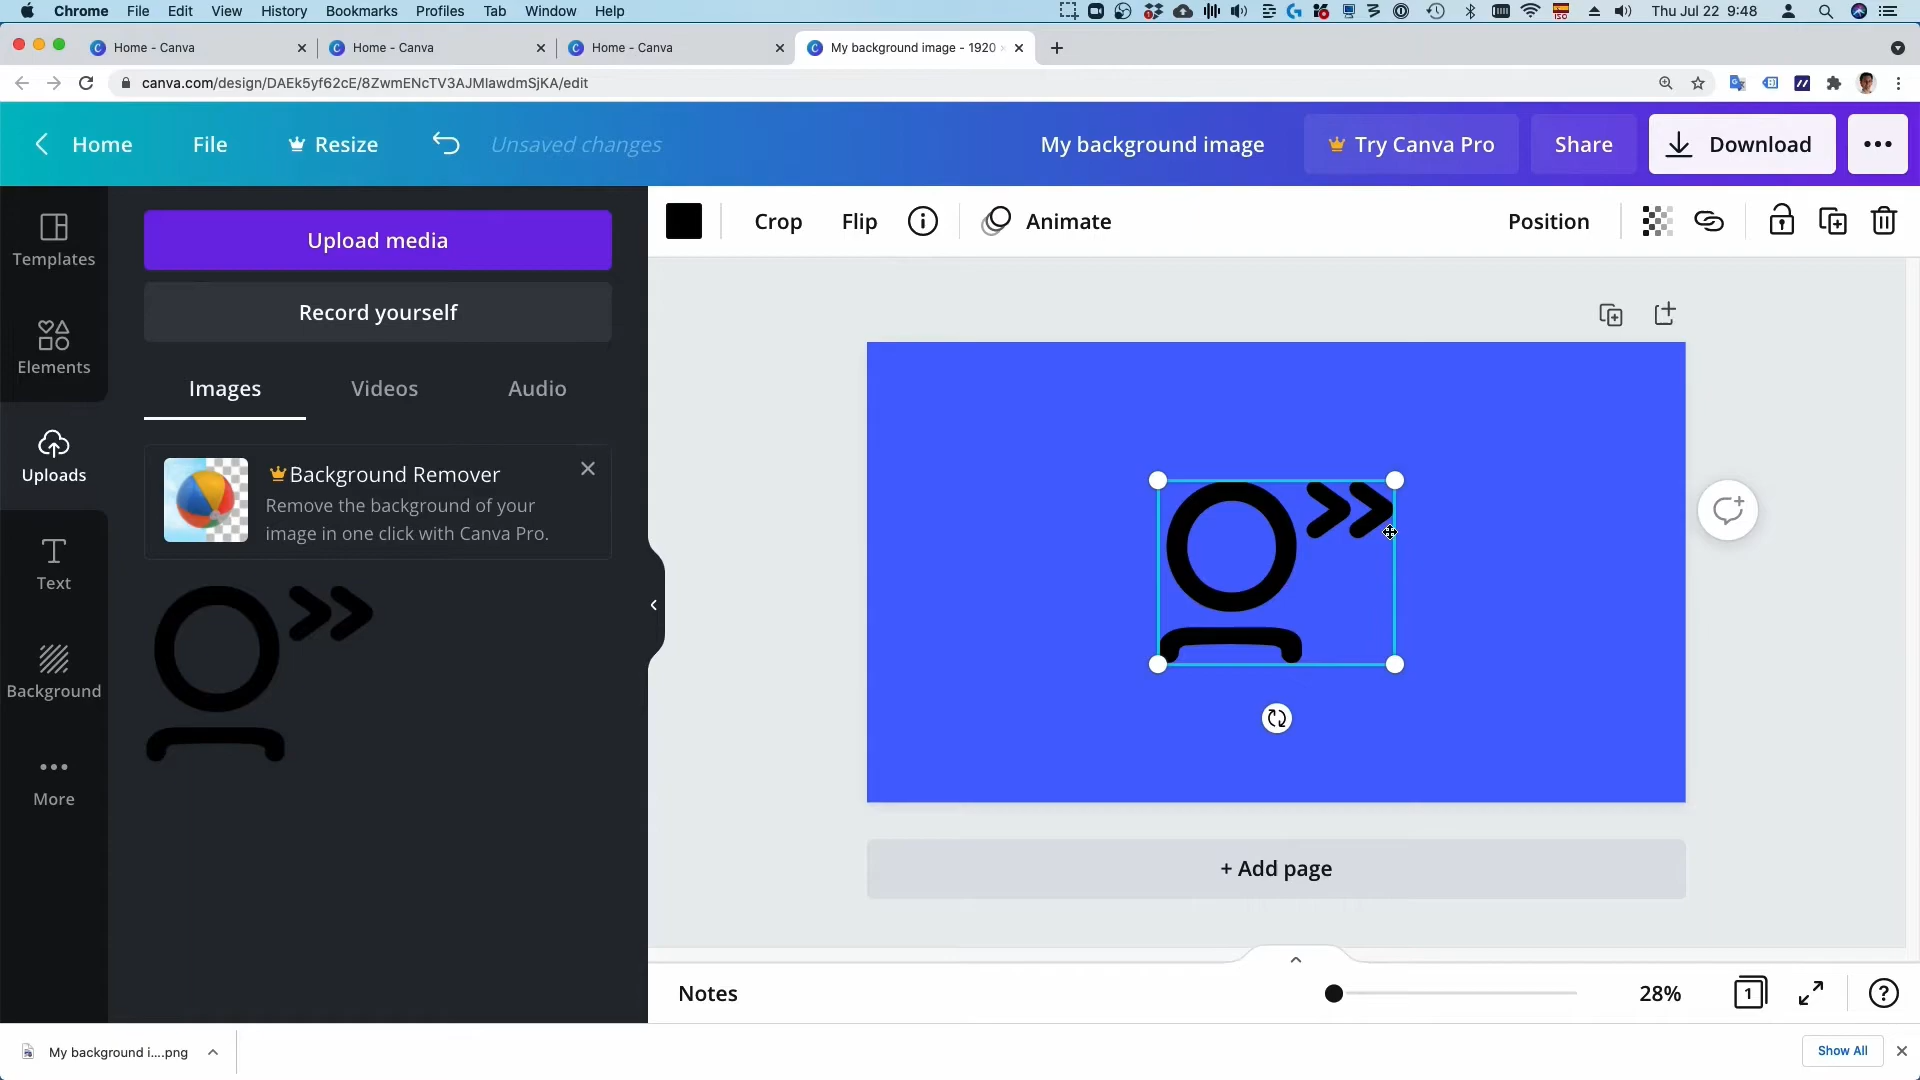 Chrome File Edit View History Bookmarks Profiles Tab Window Help
ISO
Thu Jul 22 9:48
Home - Canva
Home - Canva
Home - Canva
My background image - 1920
canva.com/design/DAEk5yf62cE/8ZwmENcTV3AJMlawdmSjKA/edit
Home
File
Resize
Unsaved changes
My background image
Try Canva Pro
Share
Download
Templates
Elements
Uploads
Text
Background
More
Upload media
Record yourself
Images
Videos
Audio
Background Remover
Remove the background of your
image in one click with Canva Pro.
Crop
Flip
Animate
Position
+ Add page
Notes
28%
1
My background i....png
Show All